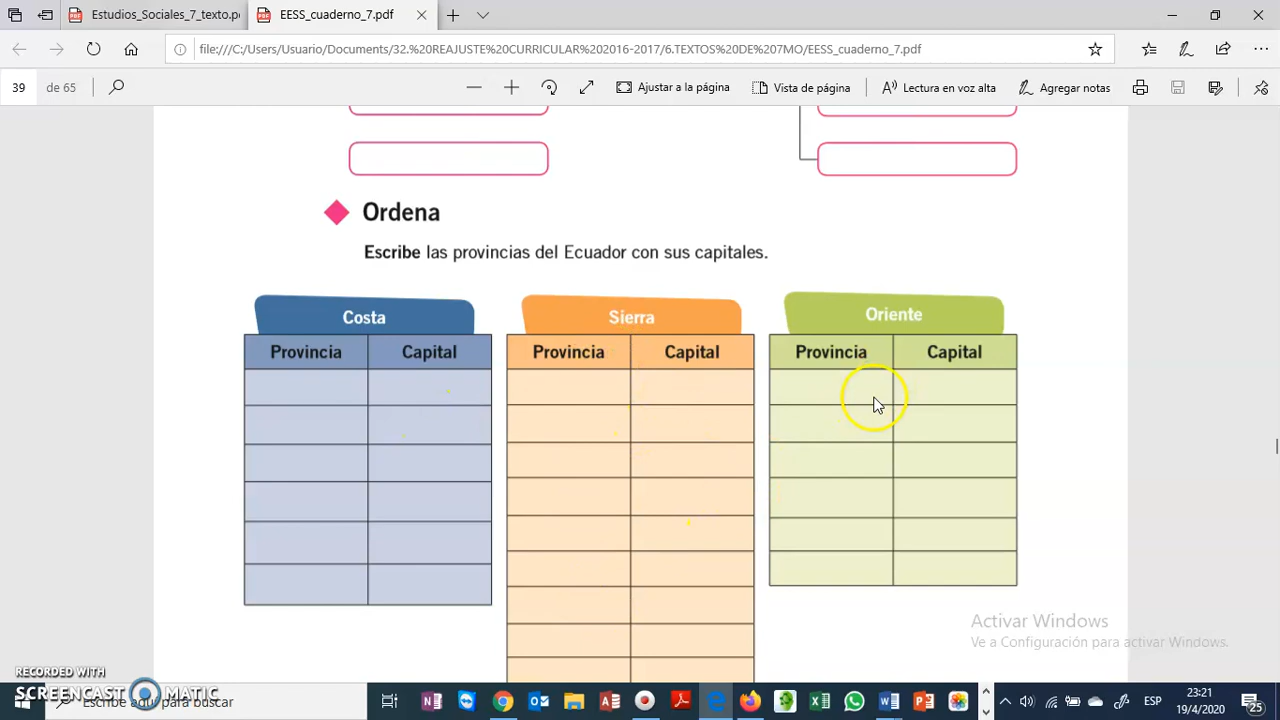 Estudios_Sociales_7_texto.p
EESS_cuaderno_7.pdf
file:///C:/Users/Usuario/Documents/32.%20REAJUSTE%20CURRICULAR%202016-2017/6.TEXTOS%20DE%207MO/EESS_cuaderno_7.pdf
39 de 65
Ajustar a la página
Vista de página
Lectura en voz alta
Agregar notas
Ordena
Escribe las provincias del Ecuador con sus capitales.
Costa Sierra Oriente
Provincia Capital Provincia Capital Provincia Capital
Activar Windows
Ve a Configuración para activar Windows.
RECORDED WITH
SCREENCAST MATIC
Escribe aquí para buscar
ESP
23:21
19/4/2020
25